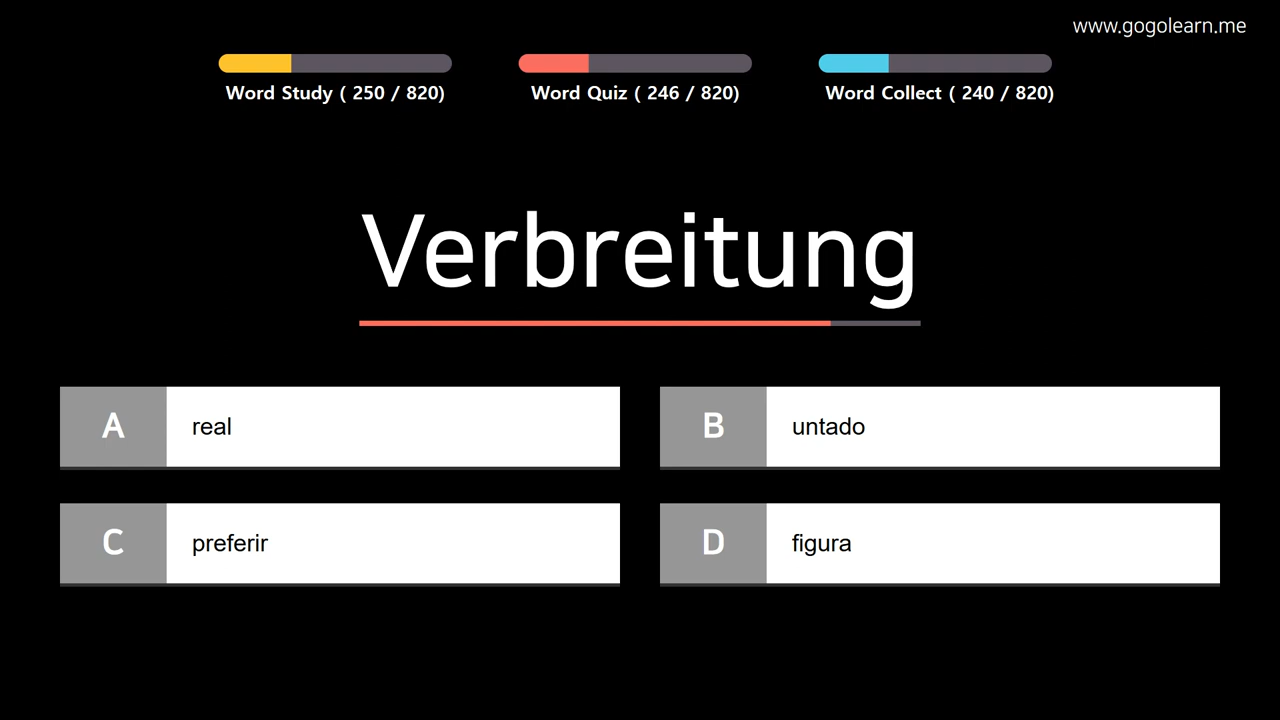 www.gogolearn.me
Word Study ( 250 / 820)
Word Quiz ( 246 / 820)
Word Collect ( 240 / 820)
Verbreitung
A real
B untado
C preferir
D figura